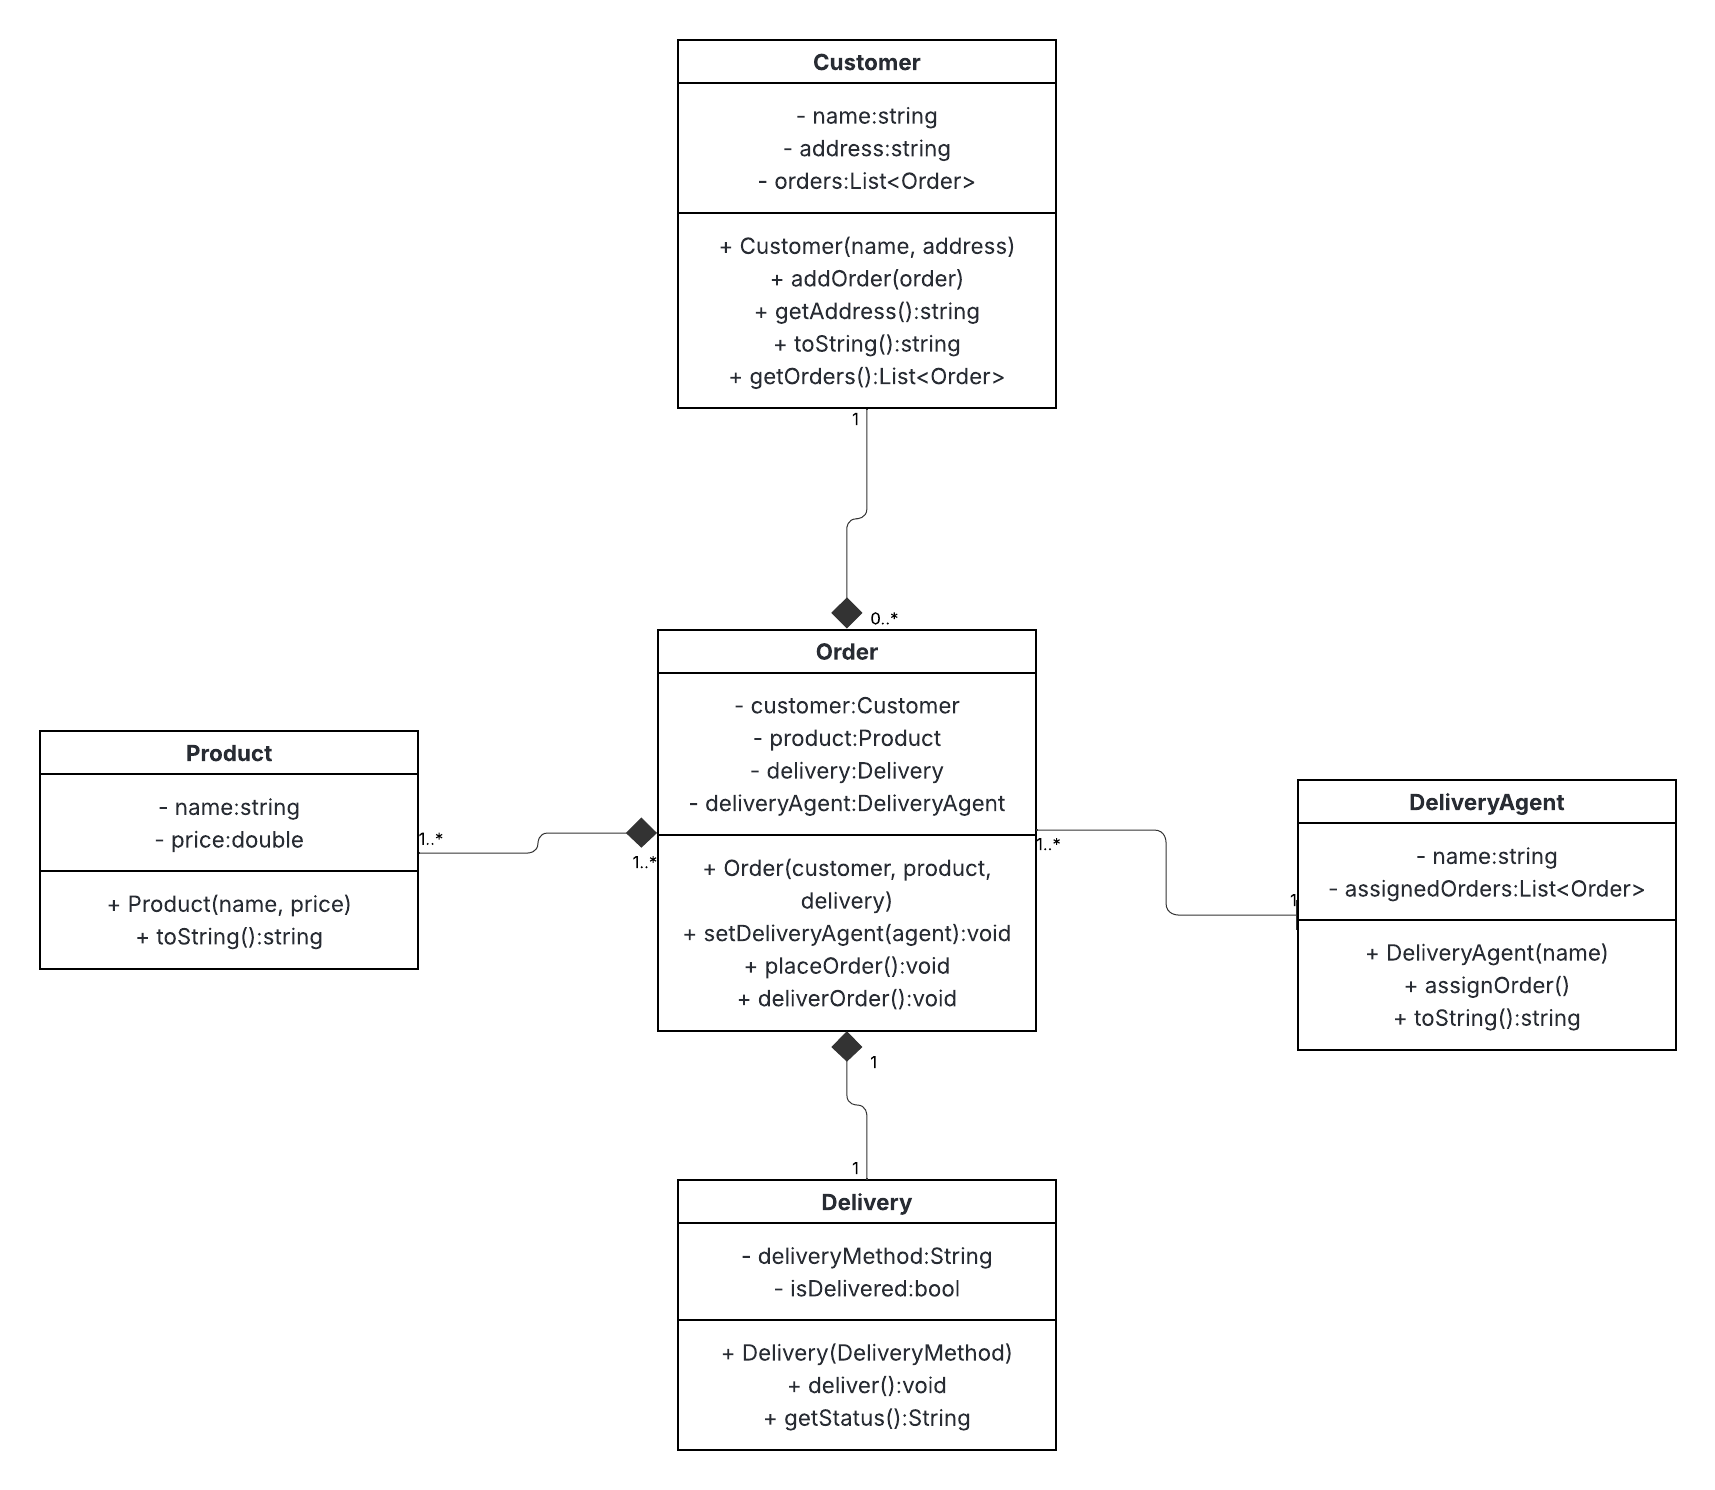 Customer
- name:string
- address:string
- orders:List<Order>
+ Customer(name, address)
+ addOrder(order)
+ getAddress():string
+ toString():string
+ getOrders():List<Order>
1
0..*
Order
- customer:Customer
- product:Product
- delivery:Delivery
- deliveryAgent:DeliveryAgent
+ Order(customer, product,
delivery)
+ setDeliveryAgent(agent):void
+ placeOrder():void
+ deliverOrder():void
Product
- name:string
- price:double
+ Product(name, price)
+ toString():string
1..*
1..*
1..*
1
DeliveryAgent
- name:string
- assignedOrders:List<Order>
+ DeliveryAgent(name)
+ assignOrder()
+ toString():string
1
1
Delivery
- deliveryMethod:String
- isDelivered:bool
+ Delivery(DeliveryMethod)
+ deliver():void
+ getStatus():String